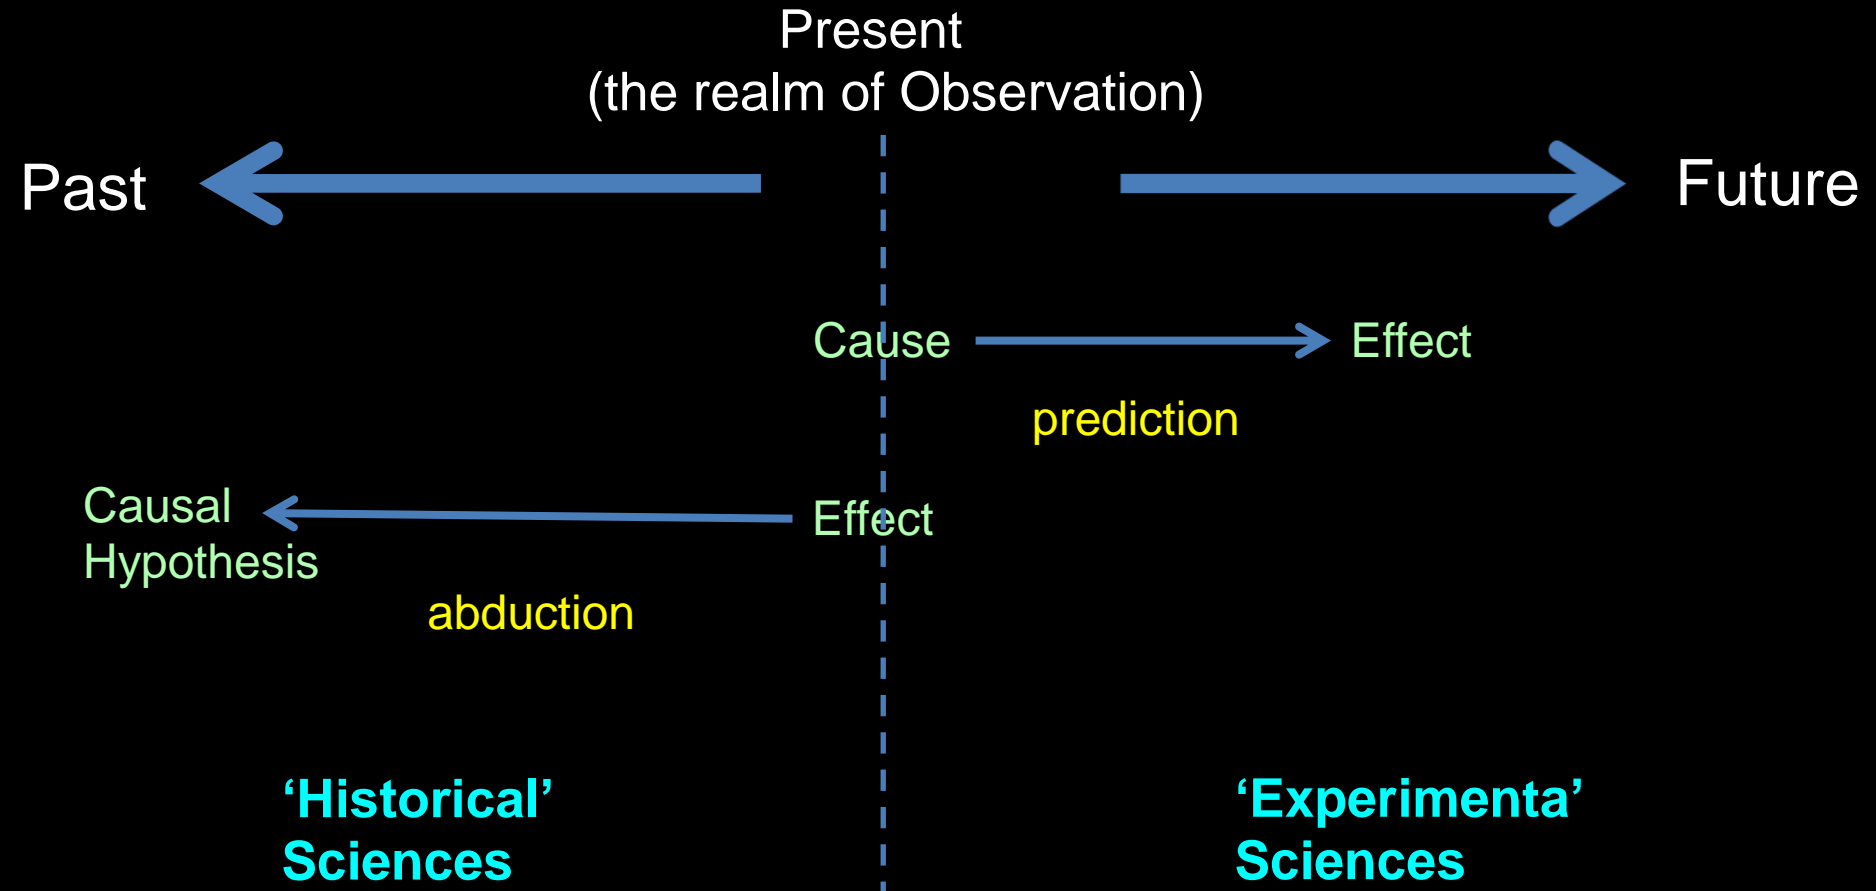 Present
(the realm of Observation)
Past
Future
Cause
Effect
prediction
Causal
Hypothesis
Effect
abduction
‘Historical’
Sciences
‘Experimenta’
Sciences